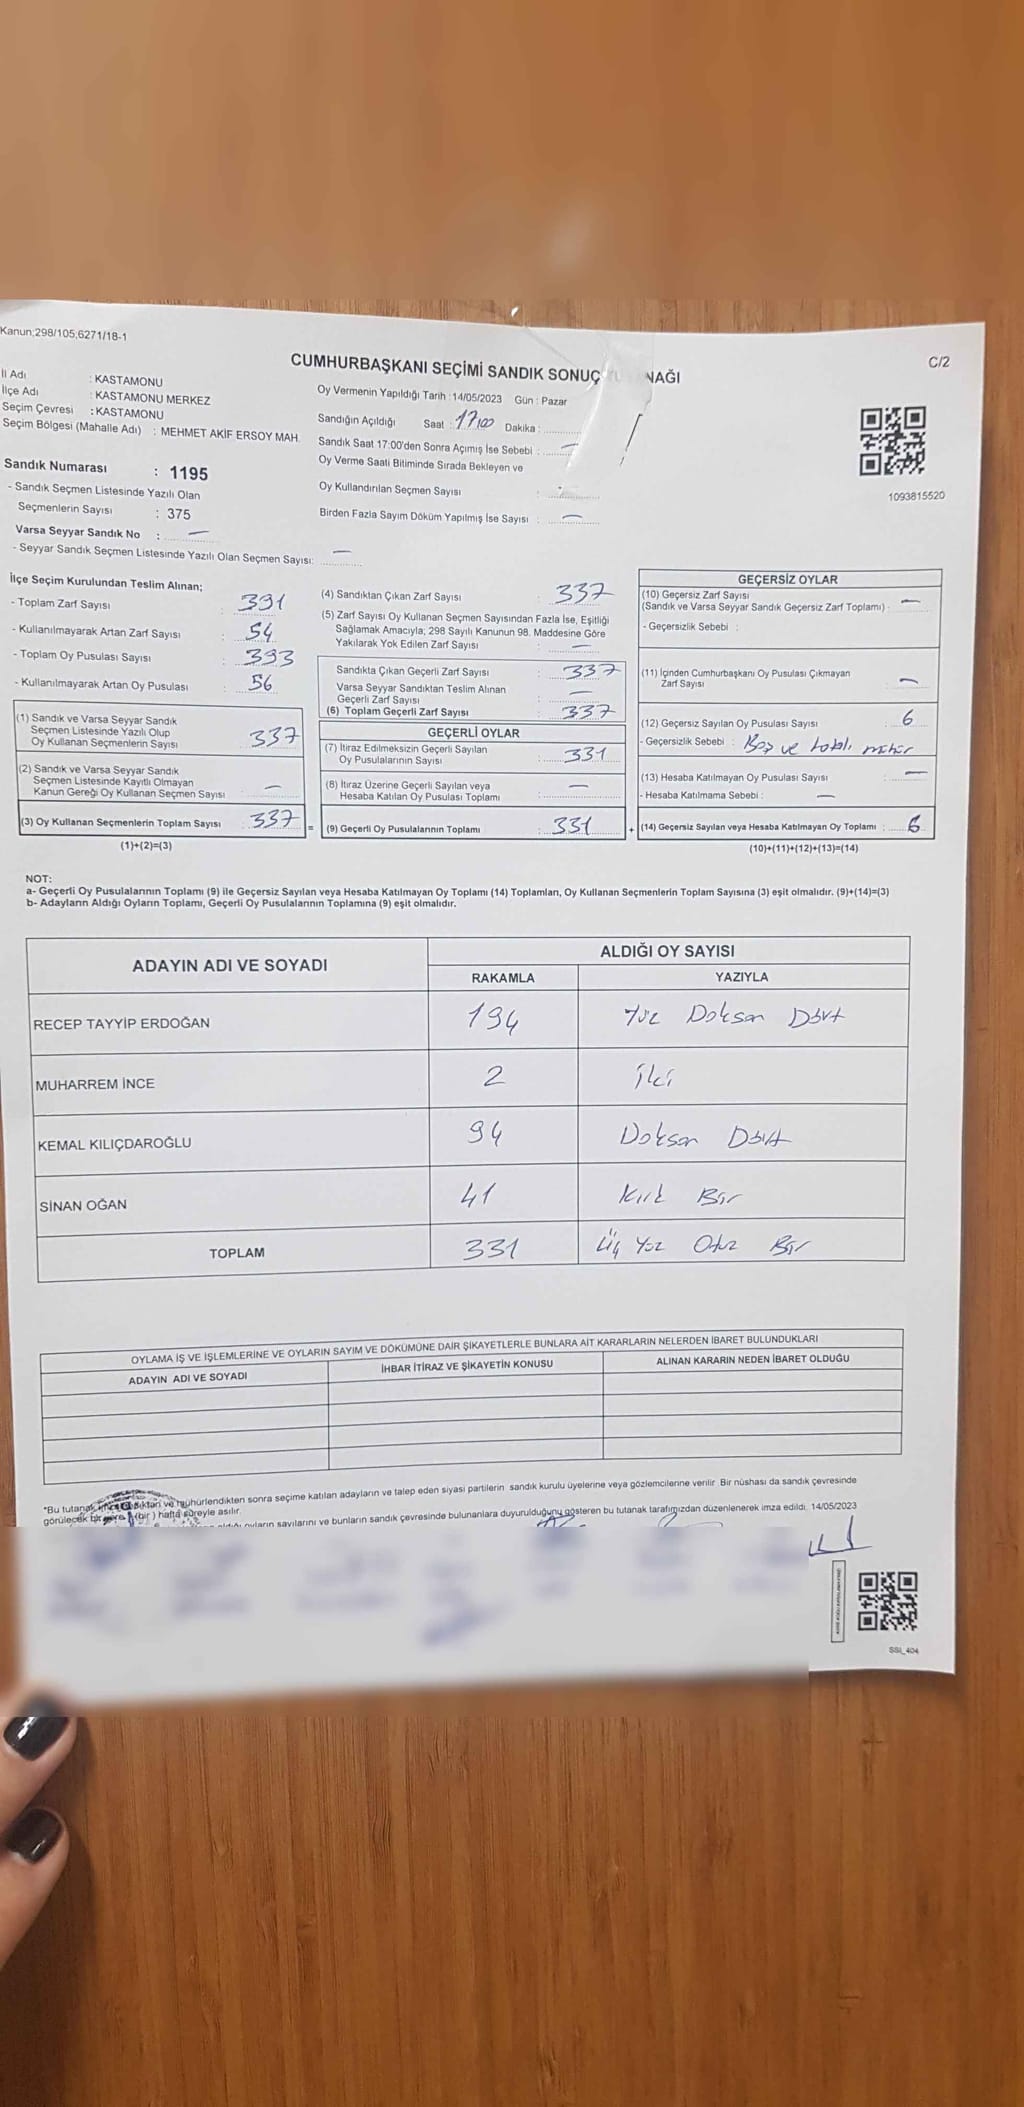 Kanun;298/105;6271/18-1
C/2
CUMHURBAŞKANI SEÇİMİ SANDIK SONUÇ NAĞI
İl Adı : KASTAMONU
İlçe Adı : KASTAMONU MERKEZ
Seçim Çevresi : KASTAMONU
Seçim Bölgesi (Mahalle Adı) : MEHMET AKİF ERSOY MAH.
Sandık Numarası : 1195
- Sandık Seçmen Listesinde Yazılı Olan
Seçmenlerin Sayısı : 375
Varsa Seyyar Sandık No : —
- Seyyar Sandık Seçmen Listesinde Yazılı Olan Seçmen Sayısı: —
Oy Vermenin Yapıldığı Tarih : 14/05/2023 Gün : Pazar
Sandığın Açıldığı Saat : 17:00 Dakika :
Sandık Saat 17:00'den Sonra Açımış İse Sebebi : —
Oy Verme Saati Bitiminde Sırada Bekleyen ve
Oy Kullandırılan Seçmen Sayısı :
Birden Fazla Sayım Döküm Yapılmış İse Sayısı : —
1093815520
İlçe Seçim Kurulundan Teslim Alınan;
- Toplam Zarf Sayısı : 391
- Kullanılmayarak Artan Zarf Sayısı : 54
- Toplam Oy Pusulası Sayısı : 393
- Kullanılmayarak Artan Oy Pusulası : 56
(1) Sandık ve Varsa Seyyar Sandık
Seçmen Listesinde Yazılı Olup
Oy Kullanan Seçmenlerin Sayısı 337
(2) Sandık ve Varsa Seyyar Sandık
Seçmen Listesinde Kayıtlı Olmayan
Kanun Gereği Oy Kullanan Seçmen Sayısı —
(3) Oy Kullanan Seçmenlerin Toplam Sayısı 337
(1)+(2)=(3)
(4) Sandıktan Çıkan Zarf Sayısı : 337
(5) Zarf Sayısı Oy Kullanan Seçmen Sayısından Fazla İse, Eşitliği
Sağlamak Amacıyla; 298 Sayılı Kanunun 98. Maddesine Göre
Yakılarak Yok Edilen Zarf Sayısı : —
Sandıkta Çıkan Geçerli Zarf Sayısı : 337
Varsa Seyyar Sandıktan Teslim Alınan
Geçerli Zarf Sayısı : —
(6) Toplam Geçerli Zarf Sayısı : 337
GEÇERLİ OYLAR
(7) İtiraz Edilmeksizin Geçerli Sayılan
Oy Pusulalarının Sayısı : 331
(8) İtiraz Üzerine Geçerli Sayılan veya
Hesaba Katılan Oy Pusulası Toplamı : —
= (9) Geçerli Oy Pusulalarının Toplamı : 331
GEÇERSİZ OYLAR
(10) Geçersiz Zarf Sayısı
(Sandık ve Varsa Seyyar Sandık Geçersiz Zarf Toplamı) : —
- Geçersizlik Sebebi :
(11) İçinden Cumhurbaşkanı Oy Pusulası Çıkmayan
Zarf Sayısı : —
(12) Geçersiz Sayılan Oy Pusulası Sayısı : 6
- Geçersizlik Sebebi : Boş ve hatalı mühür
(13) Hesaba Katılmayan Oy Pusulası Sayısı : —
- Hesaba Katılmama Sebebi : —
+ (14) Geçersiz Sayılan veya Hesaba Katılmayan Oy Toplamı : 6
(10)+(11)+(12)+(13)=(14)
NOT:
a- Geçerli Oy Pusulalarının Toplamı (9) ile Geçersiz Sayılan veya Hesaba Katılmayan Oy Toplamı (14) Toplamları, Oy Kullanan Seçmenlerin Toplam Sayısına (3) eşit olmalıdır. (9)+(14)=(3)
b- Adayların Aldığı Oyların Toplamı, Geçerli Oy Pusulalarının Toplamına (9) eşit olmalıdır.
ADAYIN ADI VE SOYADI
ALDIĞI OY SAYISI
RAKAMLA YAZIYLA
RECEP TAYYİP ERDOĞAN 194 Yüz Doksan Dört
MUHARREM İNCE 2 İki
KEMAL KILIÇDAROĞLU 94 Doksan Dört
SİNAN OĞAN 41 Kırk Bir
TOPLAM 331 Üç Yüz Otuz Bir
OYLAMA İŞ VE İŞLEMLERİNE VE OYLARIN SAYIM VE DÖKÜMÜNE DAİR ŞİKAYETLERLE BUNLARA AİT KARARLARIN NELERDEN İBARET BULUNDUKLARI
ADAYIN ADI VE SOYADI İHBAR İTİRAZ VE ŞİKAYETİN KONUSU ALINAN KARARIN NEDEN İBARET OLDUĞU
*Bu tutanak ve mühürlendikten sonra seçime katılan adayların ve talep eden siyasi partilerin sandık kurulu üyelerine veya gözlemcilerine verilir. Bir nüshası da sandık çevresinde
görülecek bir yere 1 (bir) hafta süreyle asılır.
oyların sayılarını ve bunların sandık çevresinde bulunanlara duyurulduğunu gösteren bu tutanak tarafımızdan düzenlenerek imza edildi. 14/05/2023
SSI_404